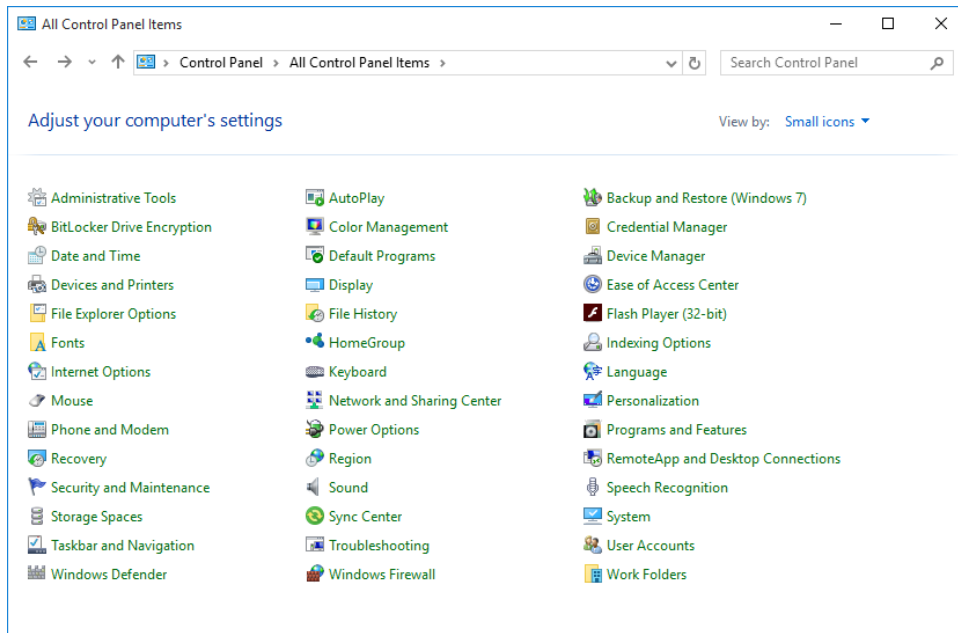 All Control Panel Items
Control Panel > All Control Panel Items >
Search Control Panel
Adjust your computer's settings
View by: Small icons
Administrative Tools
AutoPlay
Backup and Restore (Windows 7)
BitLocker Drive Encryption
Color Management
Credential Manager
Date and Time
Default Programs
Device Manager
Devices and Printers
Display
Ease of Access Center
File Explorer Options
File History
Flash Player (32-bit)
Fonts
HomeGroup
Indexing Options
Internet Options
Keyboard
Language
Mouse
Network and Sharing Center
Personalization
Phone and Modem
Power Options
Programs and Features
Recovery
Region
RemoteApp and Desktop Connections
Security and Maintenance
Sound
Speech Recognition
Storage Spaces
Sync Center
System
Taskbar and Navigation
Troubleshooting
User Accounts
Windows Defender
Windows Firewall
Work Folders